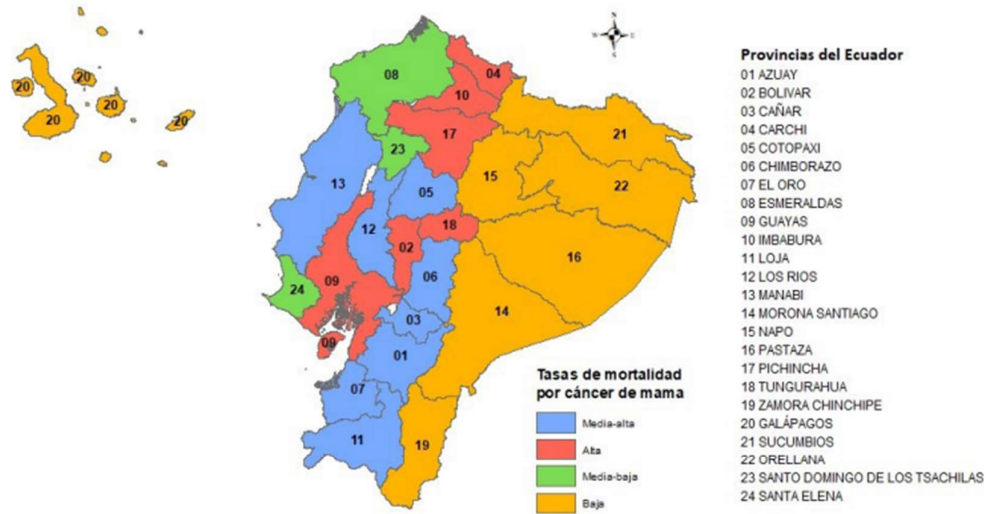 Provincias del Ecuador
01 AZUAY
02 BOLIVAR
03 CAÑAR
04 CARCHI
05 COTOPAXI
06 CHIMBORAZO
07 EL ORO
08 ESMERALDAS
09 GUAYAS
10 IMBABURA
11 LOJA
12 LOS RIOS
13 MANABI
14 MORONA SANTIAGO
15 NAPO
16 PASTAZA
17 PICHINCHA
18 TUNGURAHUA
19 ZAMORA CHINCHIPE
20 GALÁPAGOS
21 SUCUMBIOS
22 ORELLANA
23 SANTO DOMINGO DE LOS TSACHILAS
24 SANTA ELENA
Tasas de mortalidad
por cáncer de mama
Media-alta
Alta
Media-baja
Baja
N
W
E
S
08
04
10
17
21
23
15
22
13
05
12
18
02
16
06
24
09
14
03
09
01
07
11
19
20
20
20
20
20